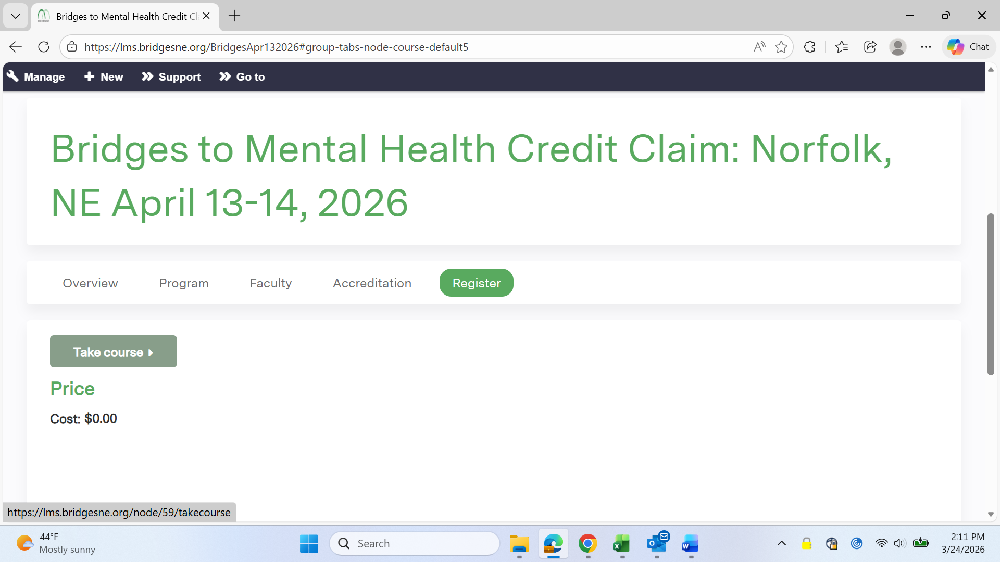 Bridges to Mental Health Credit Cl
https://lms.bridgesne.org/BridgesApr132026#group-tabs-node-course-default5
Chat
Manage
New
Support
Go to
Bridges to Mental Health Credit Claim: Norfolk,
NE April 13-14, 2026
Overview
Program
Faculty
Accreditation
Register
Take course
Price
Cost: $0.00
https://lms.bridgesne.org/node/59/takecourse
44°F
Mostly sunny
Search
2:11 PM
3/24/2026